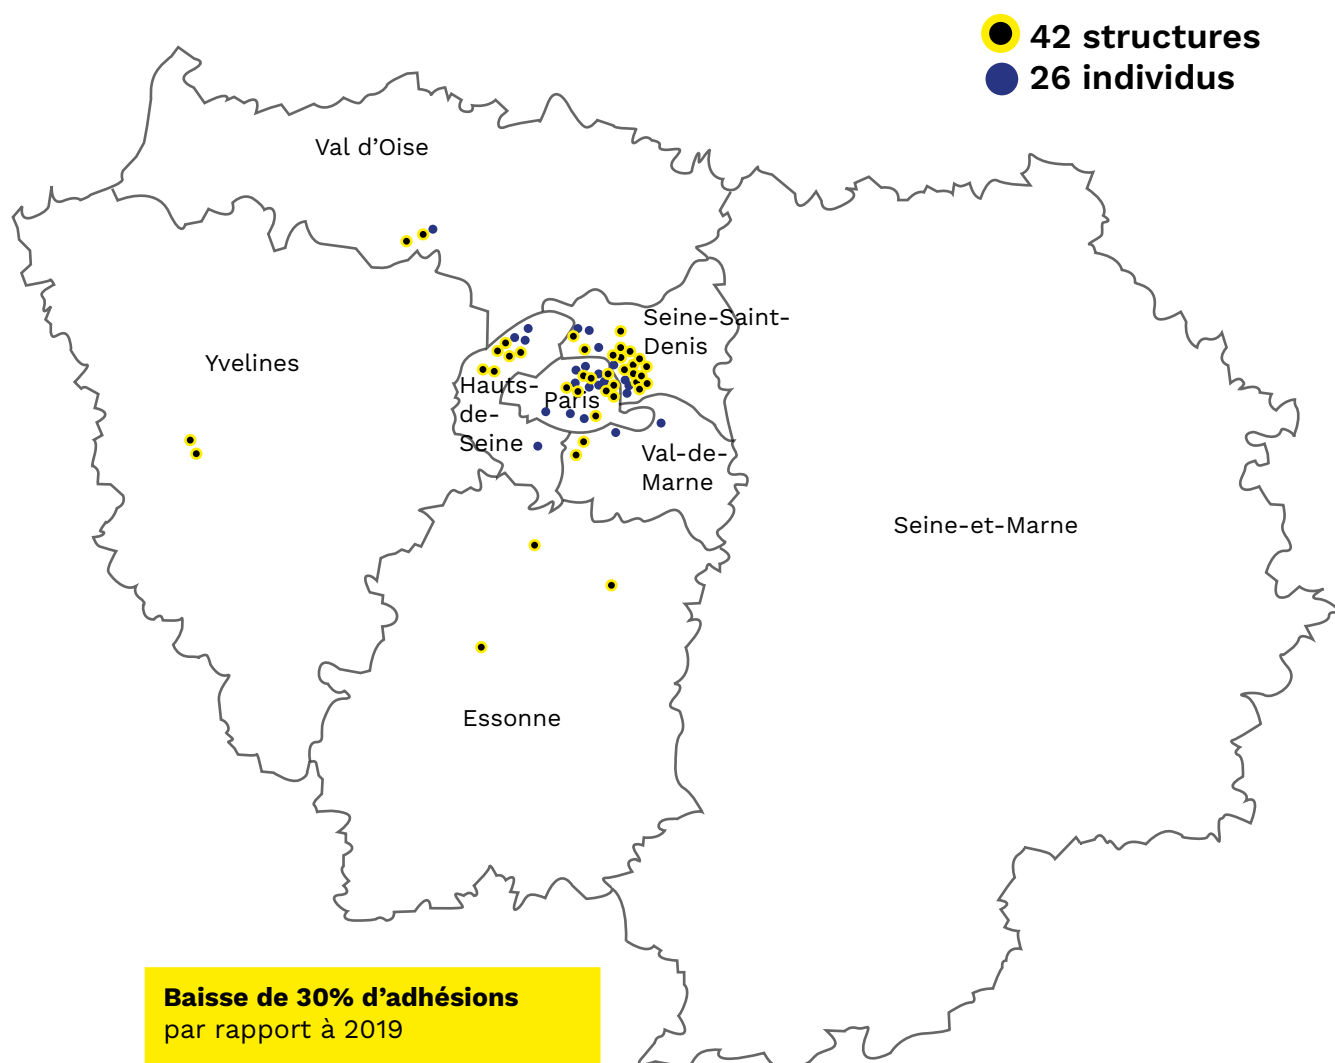 42 structures
26 individus
Val d’Oise
Seine-Saint-
Denis
Yvelines
Hauts-
de-
Seine
Paris
Val-de-
Marne
Seine-et-Marne
Essonne
Baisse de 30% d’adhésions
par rapport à 2019